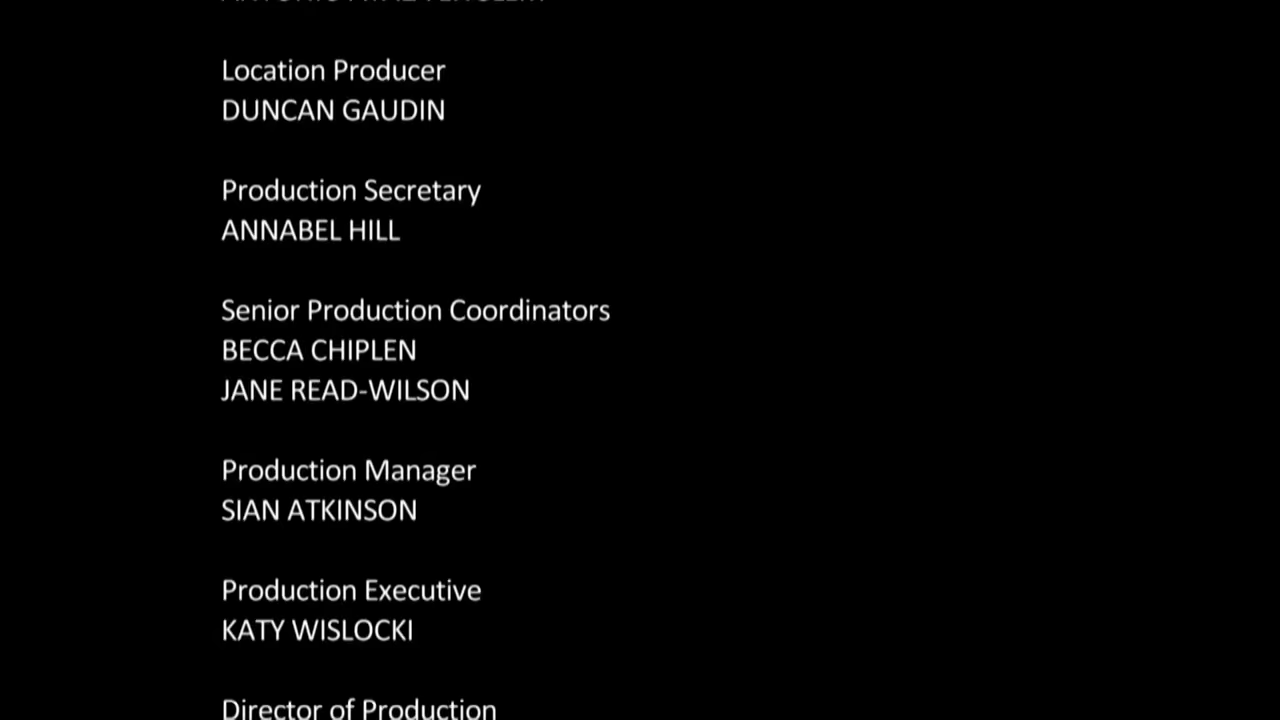 Location Producer
DUNCAN GAUDIN
Production Secretary
ANNABEL HILL
Senior Production Coordinators
BECCA CHIPLEN
JANE READ-WILSON
Production Manager
SIAN ATKINSON
Production Executive
KATY WISLOCKI
Director of Production